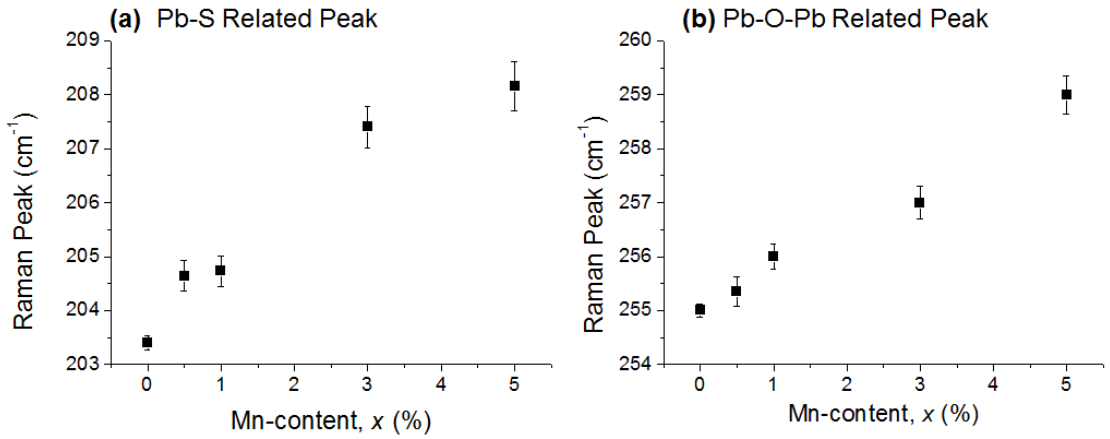 (a) Pb-S Related Peak
209
208
207
206
205
204
203
Raman Peak (cm⁻¹)
0 1 2 3 4 5
Mn-content, x (%)
(b) Pb-O-Pb Related Peak
260
259
258
257
256
255
254
Raman Peak (cm⁻¹)
0 1 2 3 4 5
Mn-content, x (%)